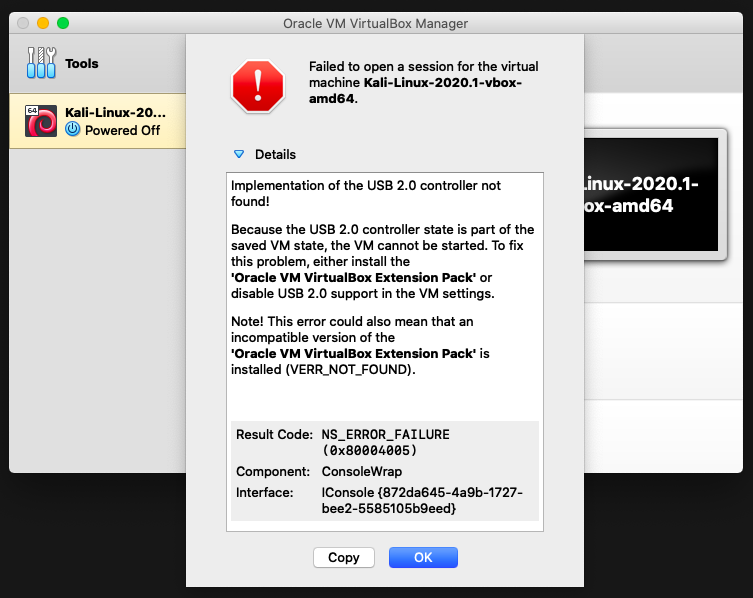 Oracle VM VirtualBox Manager
Tools
64
Kali-Linux-20...
Powered Off
Failed to open a session for the virtual
machine Kali-Linux-2020.1-vbox-
amd64.
Details
Implementation of the USB 2.0 controller not
found!
Because the USB 2.0 controller state is part of the
saved VM state, the VM cannot be started. To fix
this problem, either install the
'Oracle VM VirtualBox Extension Pack' or
disable USB 2.0 support in the VM settings.
Note! This error could also mean that an
incompatible version of the
'Oracle VM VirtualBox Extension Pack' is
installed (VERR_NOT_FOUND).
Result Code: NS_ERROR_FAILURE
(0x80004005)
Component: ConsoleWrap
Interface: IConsole {872da645-4a9b-1727-
bee2-5585105b9eed}
Copy
OK
inux-2020.1-
ox-amd64